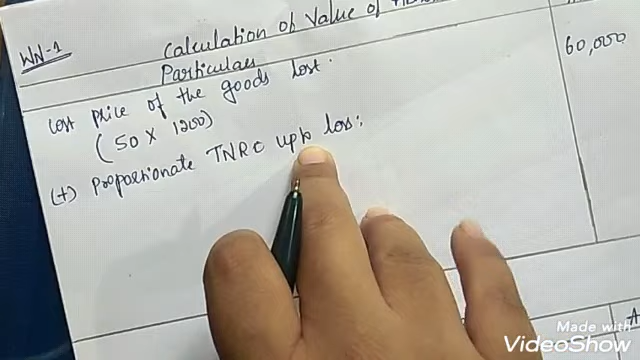 WN-1
Calculation of Value of
Particulars
Cost price of the goods lost.
(50 X 1200)
60,000
(+) Proportionate TNRE upto loss:
A
Made with
VideoShow